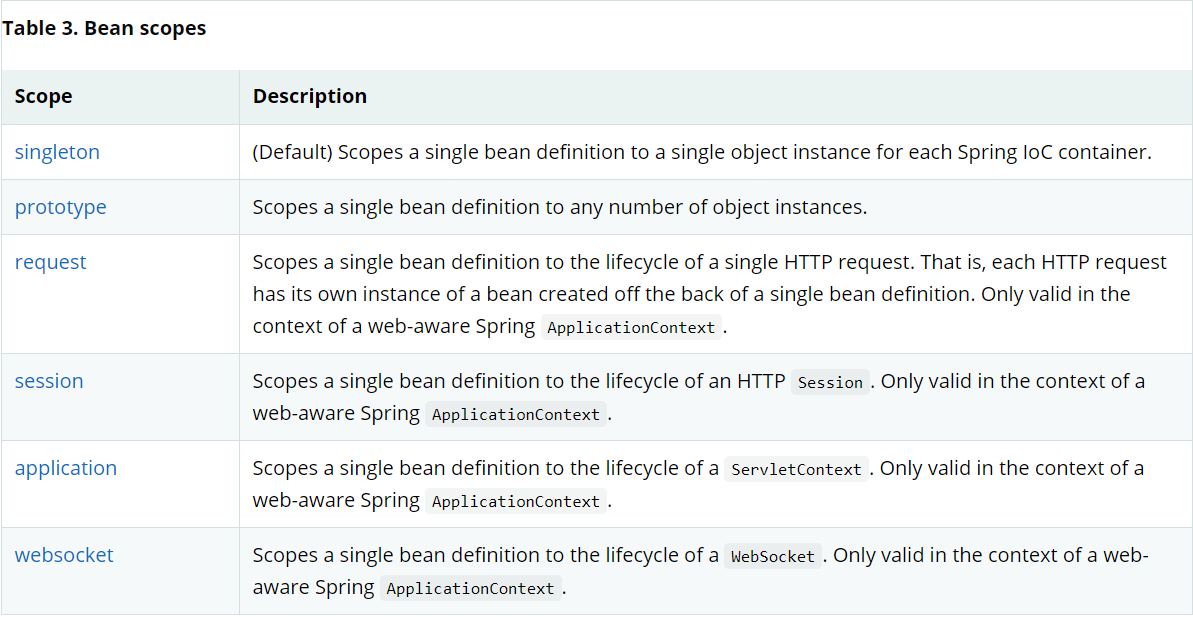 Table 3. Bean scopes
Scope
Description
singleton
(Default) Scopes a single bean definition to a single object instance for each Spring IoC container.
prototype
Scopes a single bean definition to any number of object instances.
request
Scopes a single bean definition to the lifecycle of a single HTTP request. That is, each HTTP request
has its own instance of a bean created off the back of a single bean definition. Only valid in the
context of a web-aware Spring ApplicationContext .
session
Scopes a single bean definition to the lifecycle of an HTTP Session . Only valid in the context of a
web-aware Spring ApplicationContext .
application
Scopes a single bean definition to the lifecycle of a ServletContext . Only valid in the context of a
web-aware Spring ApplicationContext .
websocket
Scopes a single bean definition to the lifecycle of a WebSocket . Only valid in the context of a web-
aware Spring ApplicationContext .